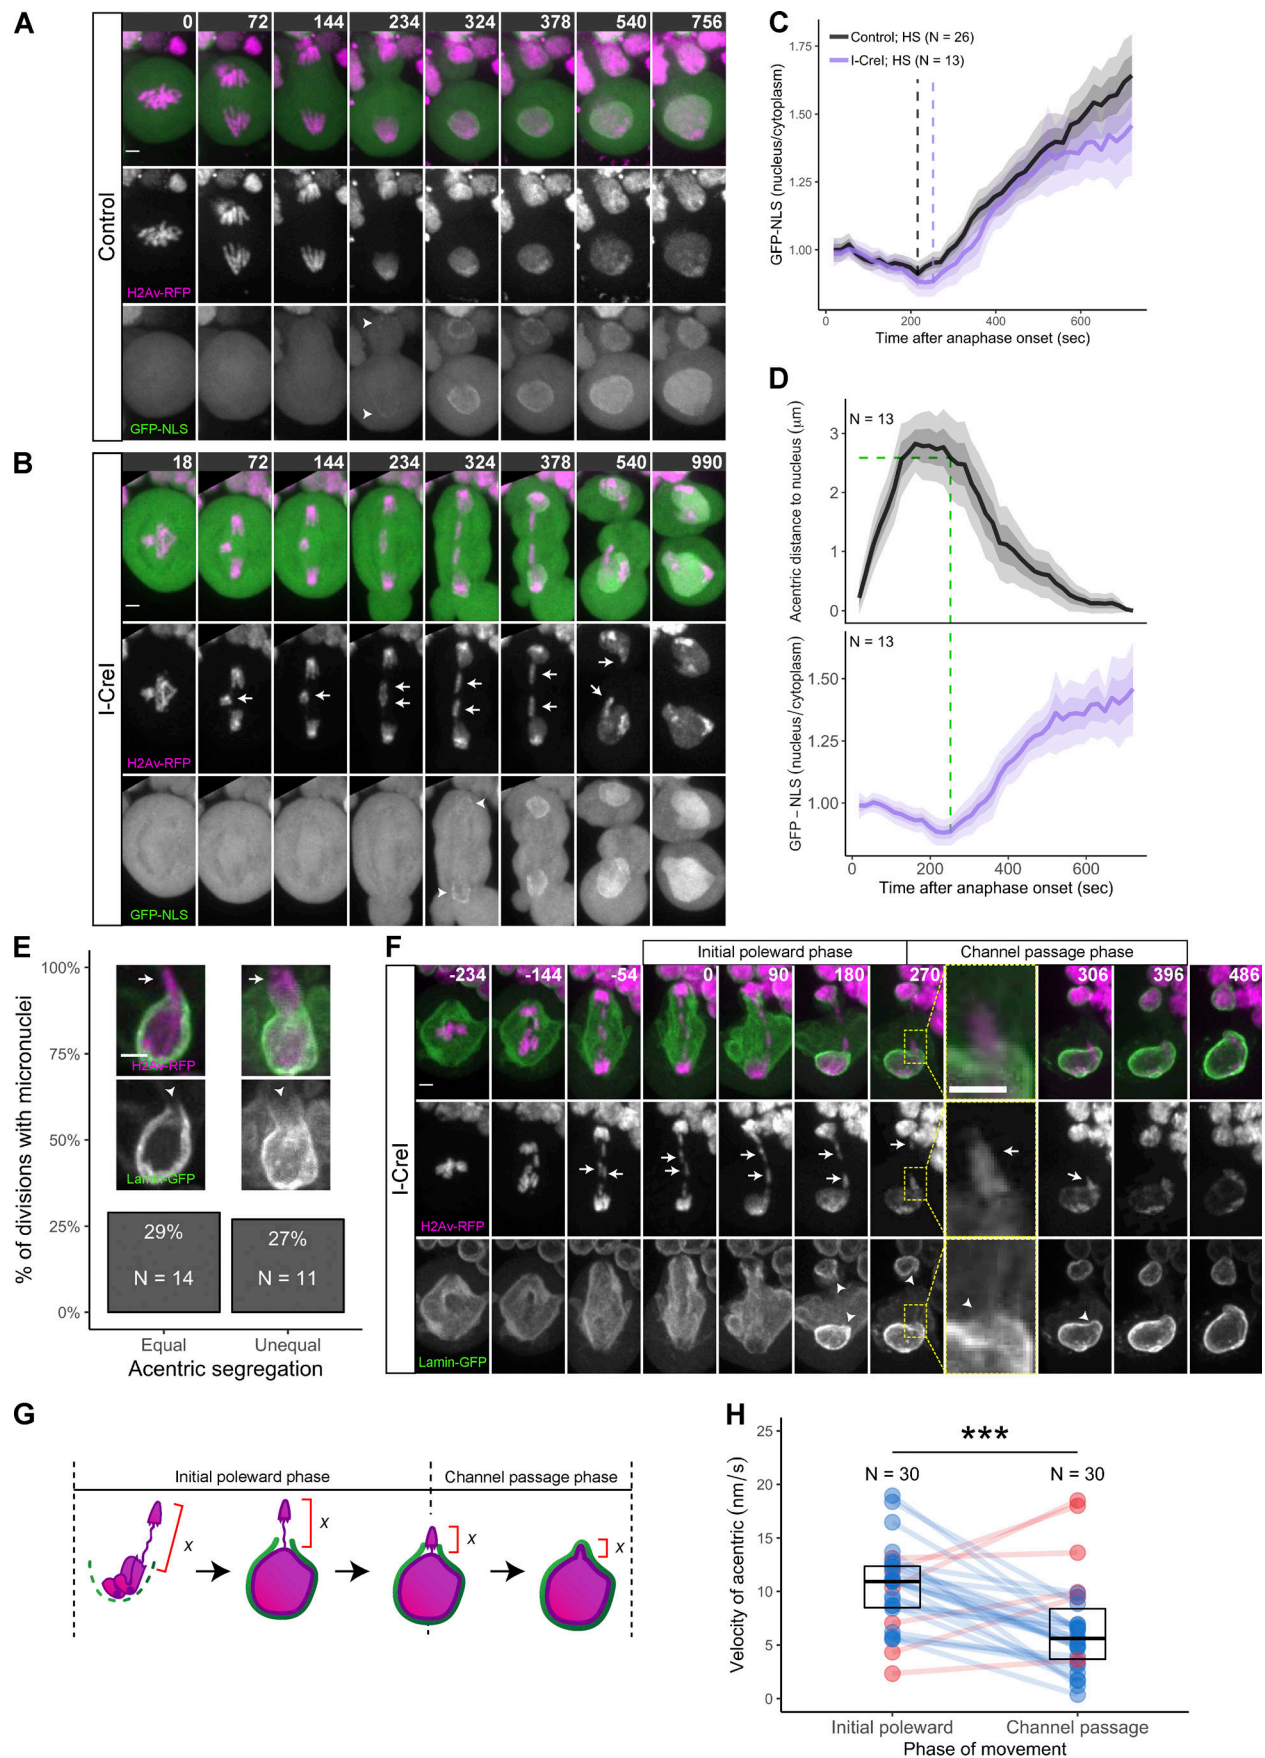 A
0 72 144 234 324 378 540 756
Control
H2Av-RFP
GFP-NLS
B
18 72 144 234 324 378 540 990
I-CreI
H2Av-RFP
GFP-NLS
C
Control; HS (N = 26)
I-CreI; HS (N = 13)
GFP-NLS (nucleus/cytoplasm)
1.75
1.50
1.25
1.00
0 200 400 600
Time after anaphase onset (sec)
D
N = 13
Acentric distance to nucleus (μm)
3
2
1
0
N = 13
GFP – NLS (nucleus/cytoplasm)
1.50
1.25
1.00
0 200 400 600
Time after anaphase onset (sec)
E
% of divisions with micronuclei
100%
75%
50%
25%
0%
H2Av-RFP
Lamin-GFP
29% 27%
N = 14 N = 11
Equal Unequal
Acentric segregation
F
Initial poleward phase Channel passage phase
-234 -144 -54 0 90 180 270 306 396 486
I-CreI
H2Av-RFP
Lamin-GFP
G
Initial poleward phase Channel passage phase
x x x x
H
***
N = 30 N = 30
Velocity of acentric (nm/s)
25
20
15
10
5
0
Initial poleward Channel passage
Phase of movement